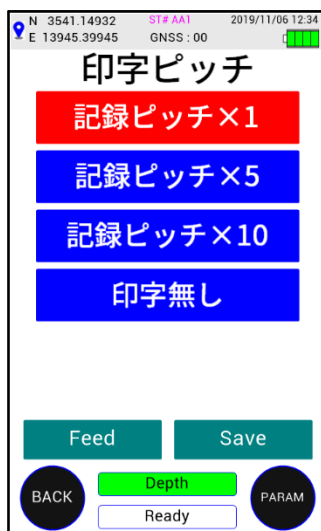 N 3541.14932 ST# AA1 2019/11/06 12:34
E 13945.39945 GNSS : 00
印字ピッチ
記録ピッチ×1
記録ピッチ×5
記録ピッチ×10
印字無し
Feed Save
BACK Depth PARAM
Ready